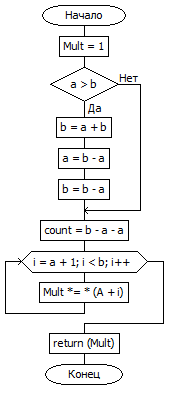 Начало
Mult = 1
a > b
Нет
Да
b = a + b
a = b - a
b = b - a
count = b - a - a
i = a + 1; i < b; i++
Mult *= * (A + i)
return (Mult)
Конец